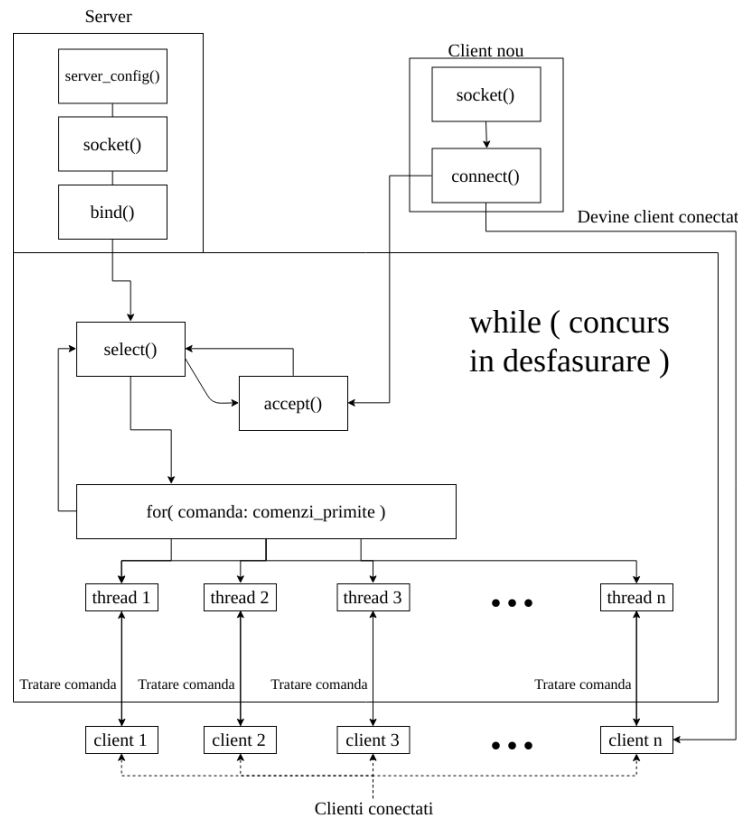 Server
server_config()
socket()
bind()
Client nou
socket()
connect()
Devine client conectat
while ( concurs
in desfasurare )
select()
accept()
for( comanda: comenzi_primite )
thread 1
thread 2
thread 3
thread n
Tratare comanda
Tratare comanda
Tratare comanda
Tratare comanda
client 1
client 2
client 3
client n
Clienti conectati